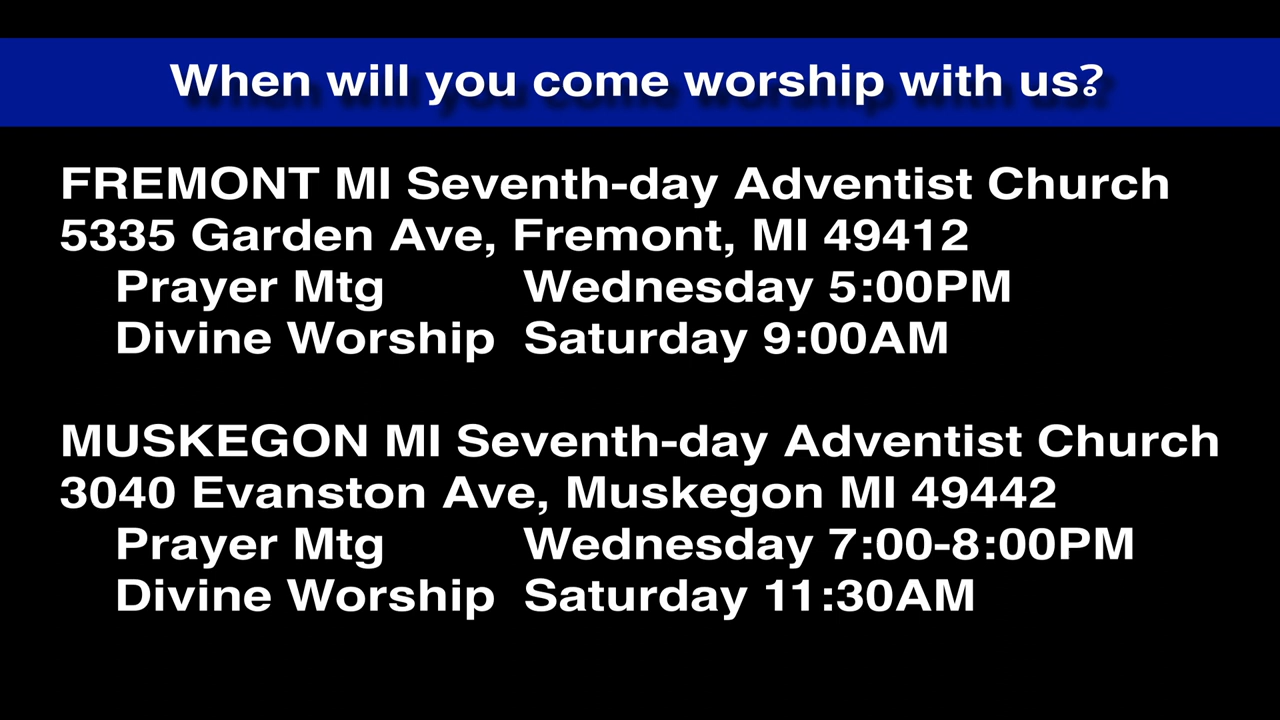 When will you come worship with us?
FREMONT MI Seventh-day Adventist Church
5335 Garden Ave, Fremont, MI 49412
Prayer Mtg Wednesday 5:00PM
Divine Worship Saturday 9:00AM
MUSKEGON MI Seventh-day Adventist Church
3040 Evanston Ave, Muskegon MI 49442
Prayer Mtg Wednesday 7:00-8:00PM
Divine Worship Saturday 11:30AM